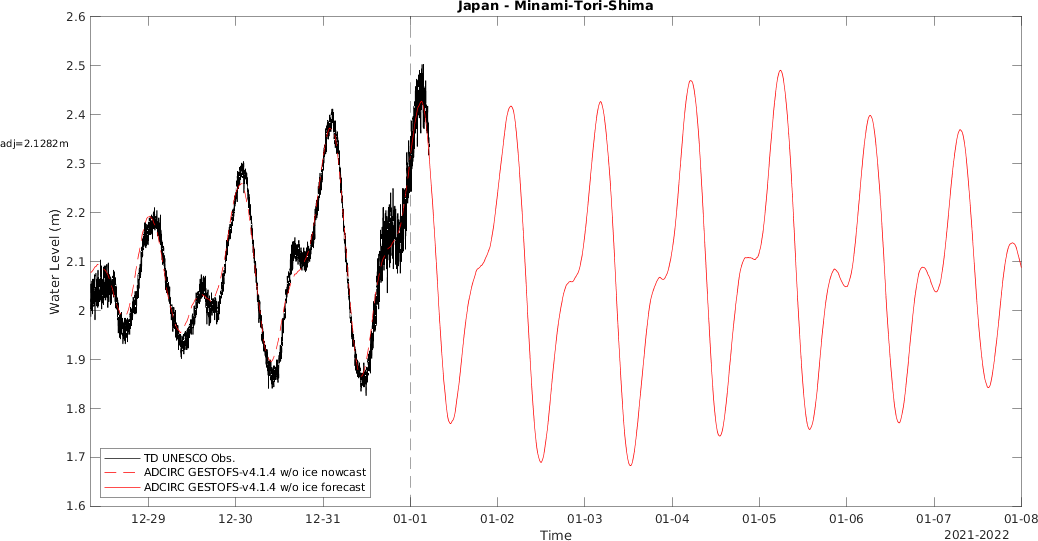 Japan - Minami-Tori-Shima
2.6
2.5
2.4
adj=2.1282m
2.3
2.2
2.1
2
1.9
1.8
1.7
1.6
Water Level (m)
TD UNESCO Obs.
ADCIRC GESTOFS-v4.1.4 w/o ice nowcast
ADCIRC GESTOFS-v4.1.4 w/o ice forecast
12-29 12-30 12-31 01-01 01-02 01-03 01-04 01-05 01-06 01-07 01-08
Time
2021-2022